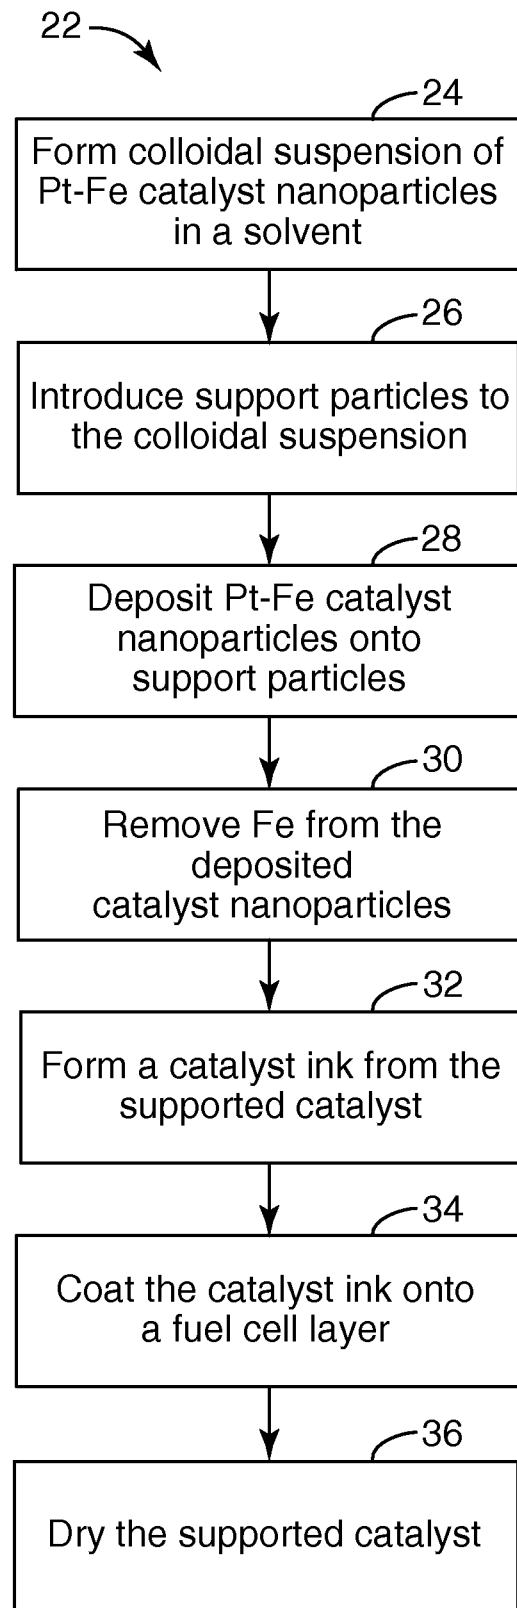 22
24
Form colloidal suspension of
Pt-Fe catalyst nanoparticles
in a solvent
26
Introduce support particles to
the colloidal suspension
28
Deposit Pt-Fe catalyst
nanoparticles onto
support particles
30
Remove Fe from the
deposited
catalyst nanoparticles
32
Form a catalyst ink from the
supported catalyst
34
Coat the catalyst ink onto
a fuel cell layer
36
Dry the supported catalyst